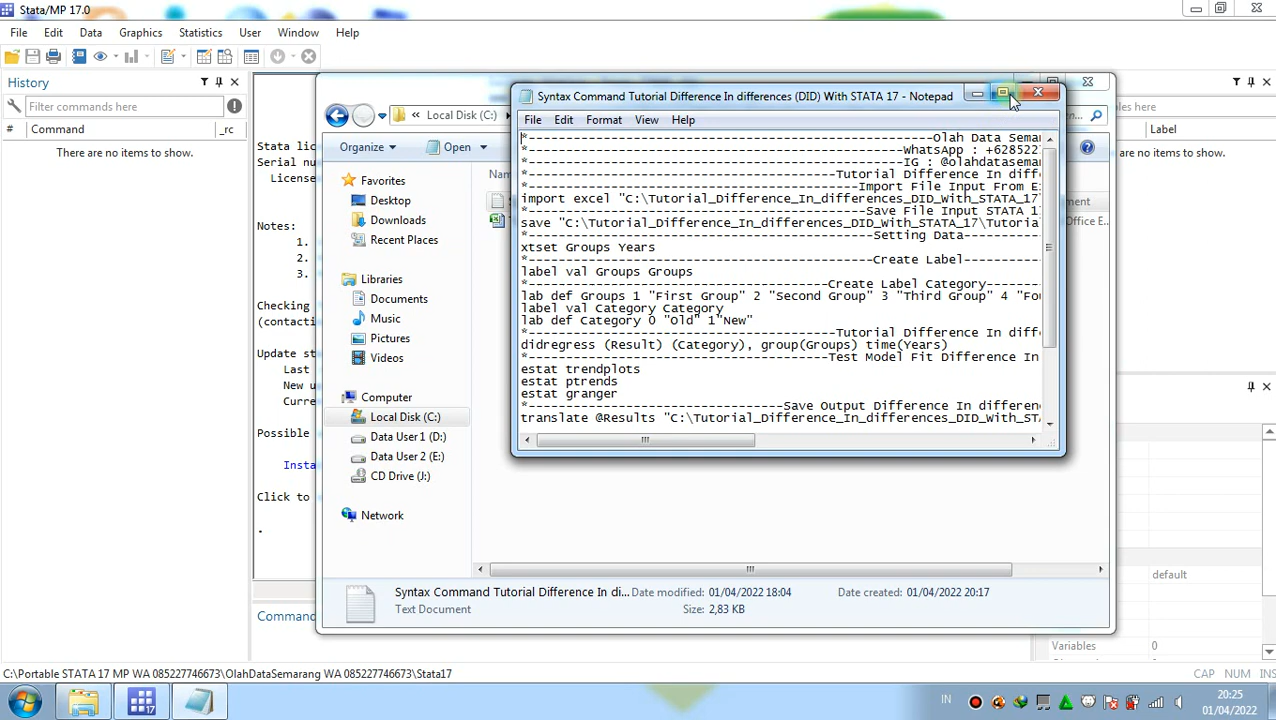 Stata/MP 17.0
File Edit Data Graphics Statistics User Window Help
History
Filter commands here
# Command _rc
There are no items to show.
Stata lic
Serial nu
License
Notes:
1.
2.
3.
Checking
(contacti
Update st
Last
New u
Curre
Possible
Insta
Click to
.
Command
Local Disk (C:)
Organize Open
Favorites
Desktop
Downloads
Recent Places
Libraries
Documents
Music
Pictures
Videos
Computer
Local Disk (C:)
Data User 1 (D:)
Data User 2 (E:)
CD Drive (J:)
Network
Syntax Command Tutorial Difference In di... Date modified: 01/04/2022 18:04 Date created: 01/04/2022 20:17
Text Document Size: 2,83 KB
Syntax Command Tutorial Difference In differences (DID) With STATA 17 - Notepad
File Edit Format View Help
*----------------------------------------------------Olah Data Sema
*------------------------------------------------WhatsApp : +628522
*------------------------------------------------IG : @olahdatasema
*---------------------------------------Tutorial Difference In diff
*----------------------------------------------Import File Input From E
import excel "C:\Tutorial_Difference_In_differences_DID_With_STATA_17
*-------------------------------------------Save File Input STATA 1
save "C:\Tutorial_Difference_In_differences_DID_With_STATA_17\Tutoria
*--------------------------------------------Setting Data------
xtset Groups Years
*--------------------------------------------Create Label------
label val Groups Groups
*--------------------------------------Create Label Category---
lab def Groups 1 "First Group" 2 "Second Group" 3 "Third Group" 4 "Fou
label val Category Category
lab def Category 0 "Old" 1"New"
*---------------------------------------Tutorial Difference In diff
didregress (Result) (Category), group(Groups) time(Years)
*--------------------------------------Test Model Fit Difference In
estat trendplots
estat ptrends
estat granger
*----------------------------------Save Output Difference In differen
translate @Results "C:\Tutorial_Difference_In_differences_DID_With_ST
ment
Office E...
les here
Label
are no items to show.
default
Variables 0
C:\Portable STATA 17 MP WA 085227746673\OlahDataSemarang WA 085227746673\Stata17
CAP NUM INS
IN
20:25
01/04/2022